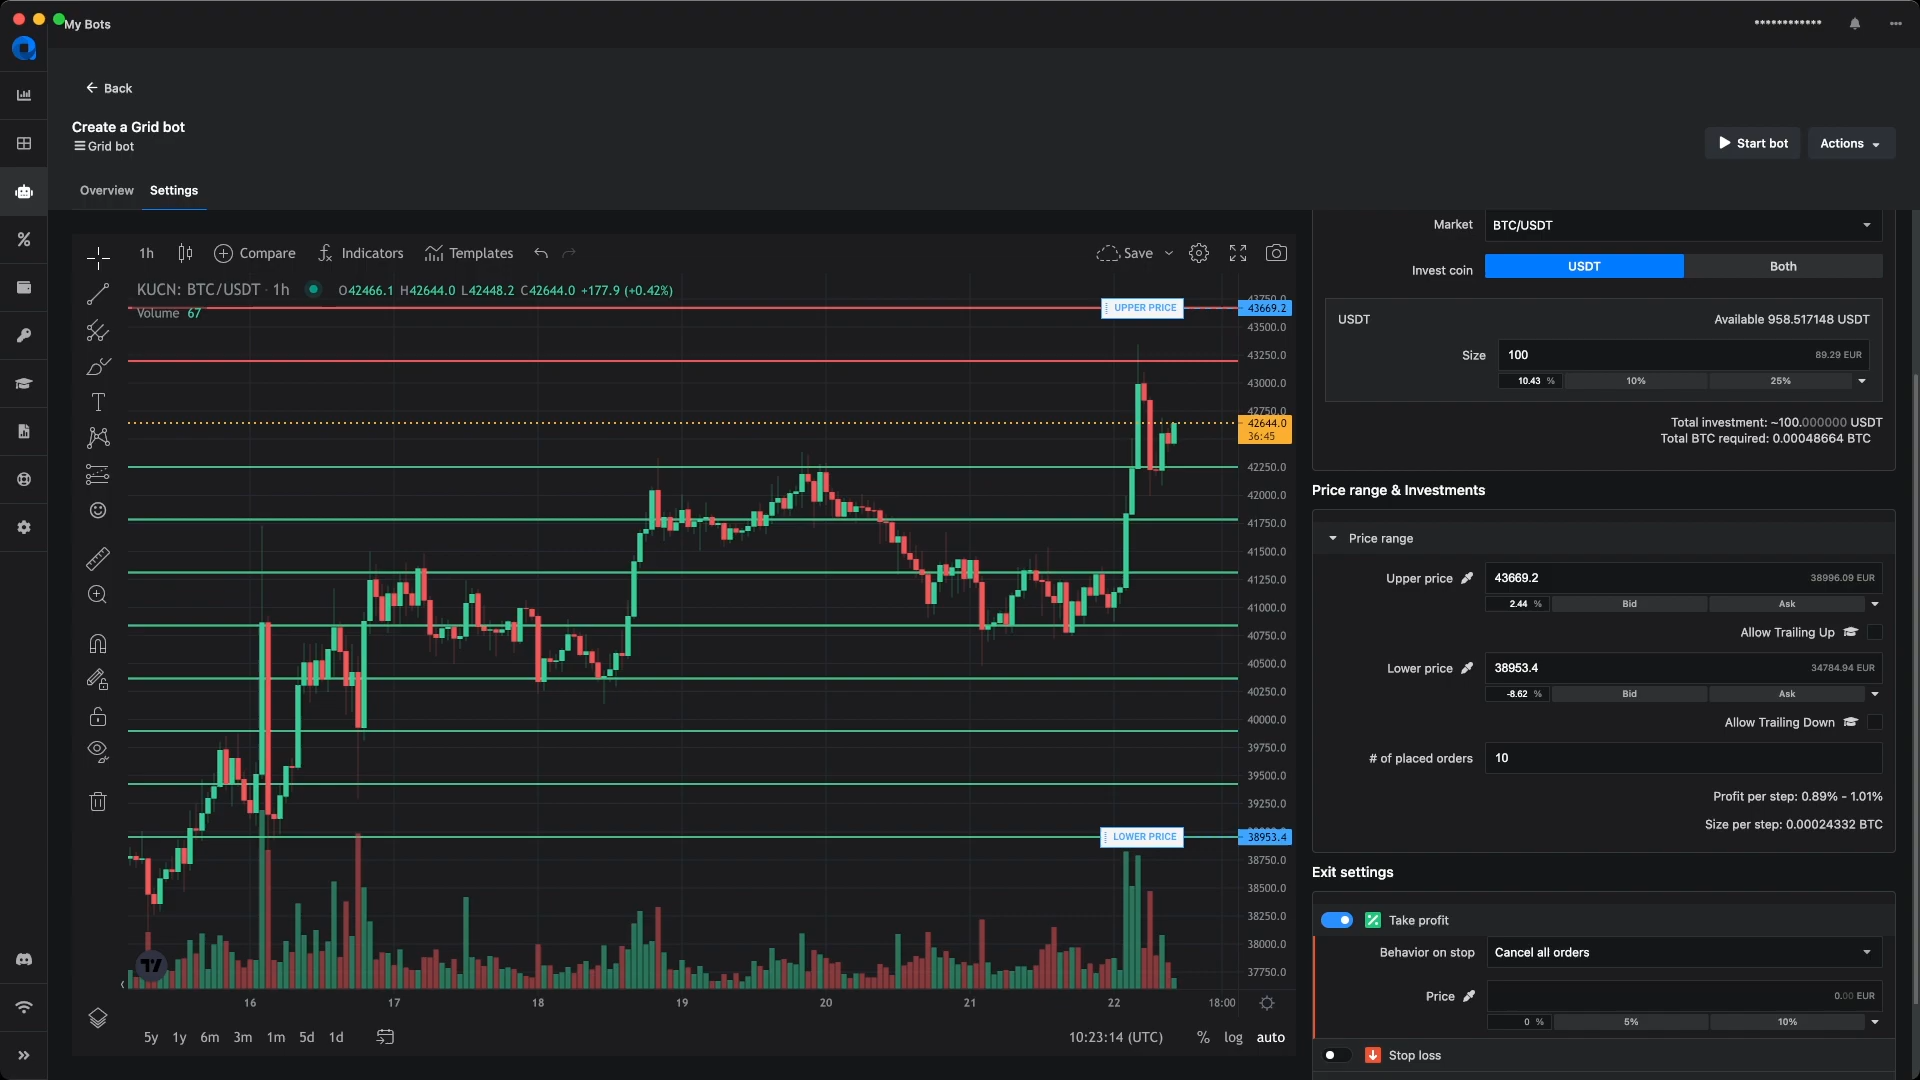 My Bots
************
Back
Create a Grid bot
Grid bot
Start bot
Actions
Overview
Settings
1h
Compare
Indicators
Templates
Save
KUCN: BTC/USDT · 1h
O42466.1 H42644.0 L42448.2 C42644.0 +177.9 (+0.42%)
Volume 67
UPPER PRICE
LOWER PRICE
43750.0
43669.2
43500.0
43250.0
43000.0
42750.0
42644.0
36:45
42250.0
42000.0
41750.0
41500.0
41250.0
41000.0
40750.0
40500.0
40250.0
40000.0
39750.0
39500.0
39250.0
38953.4
38750.0
38500.0
38250.0
38000.0
37750.0
16
17
18
19
20
21
22
18:00
5y 1y 6m 3m 1m 5d 1d
10:23:14 (UTC)
%
log
auto
Market
BTC/USDT
Invest coin
USDT
Both
USDT
Available 958.517148 USDT
Size
100
89.29 EUR
10.43 %
10%
25%
Total investment: ~100.000000 USDT
Total BTC required: 0.00048664 BTC
Price range & Investments
Price range
Upper price
43669.2
38996.09 EUR
2.44 %
Bid
Ask
Allow Trailing Up
Lower price
38953.4
34784.94 EUR
-8.62 %
Bid
Ask
Allow Trailing Down
# of placed orders
10
Profit per step: 0.89% - 1.01%
Size per step: 0.00024332 BTC
Exit settings
Take profit
Behavior on stop
Cancel all orders
Price
0.00 EUR
0 %
5%
10%
Stop loss